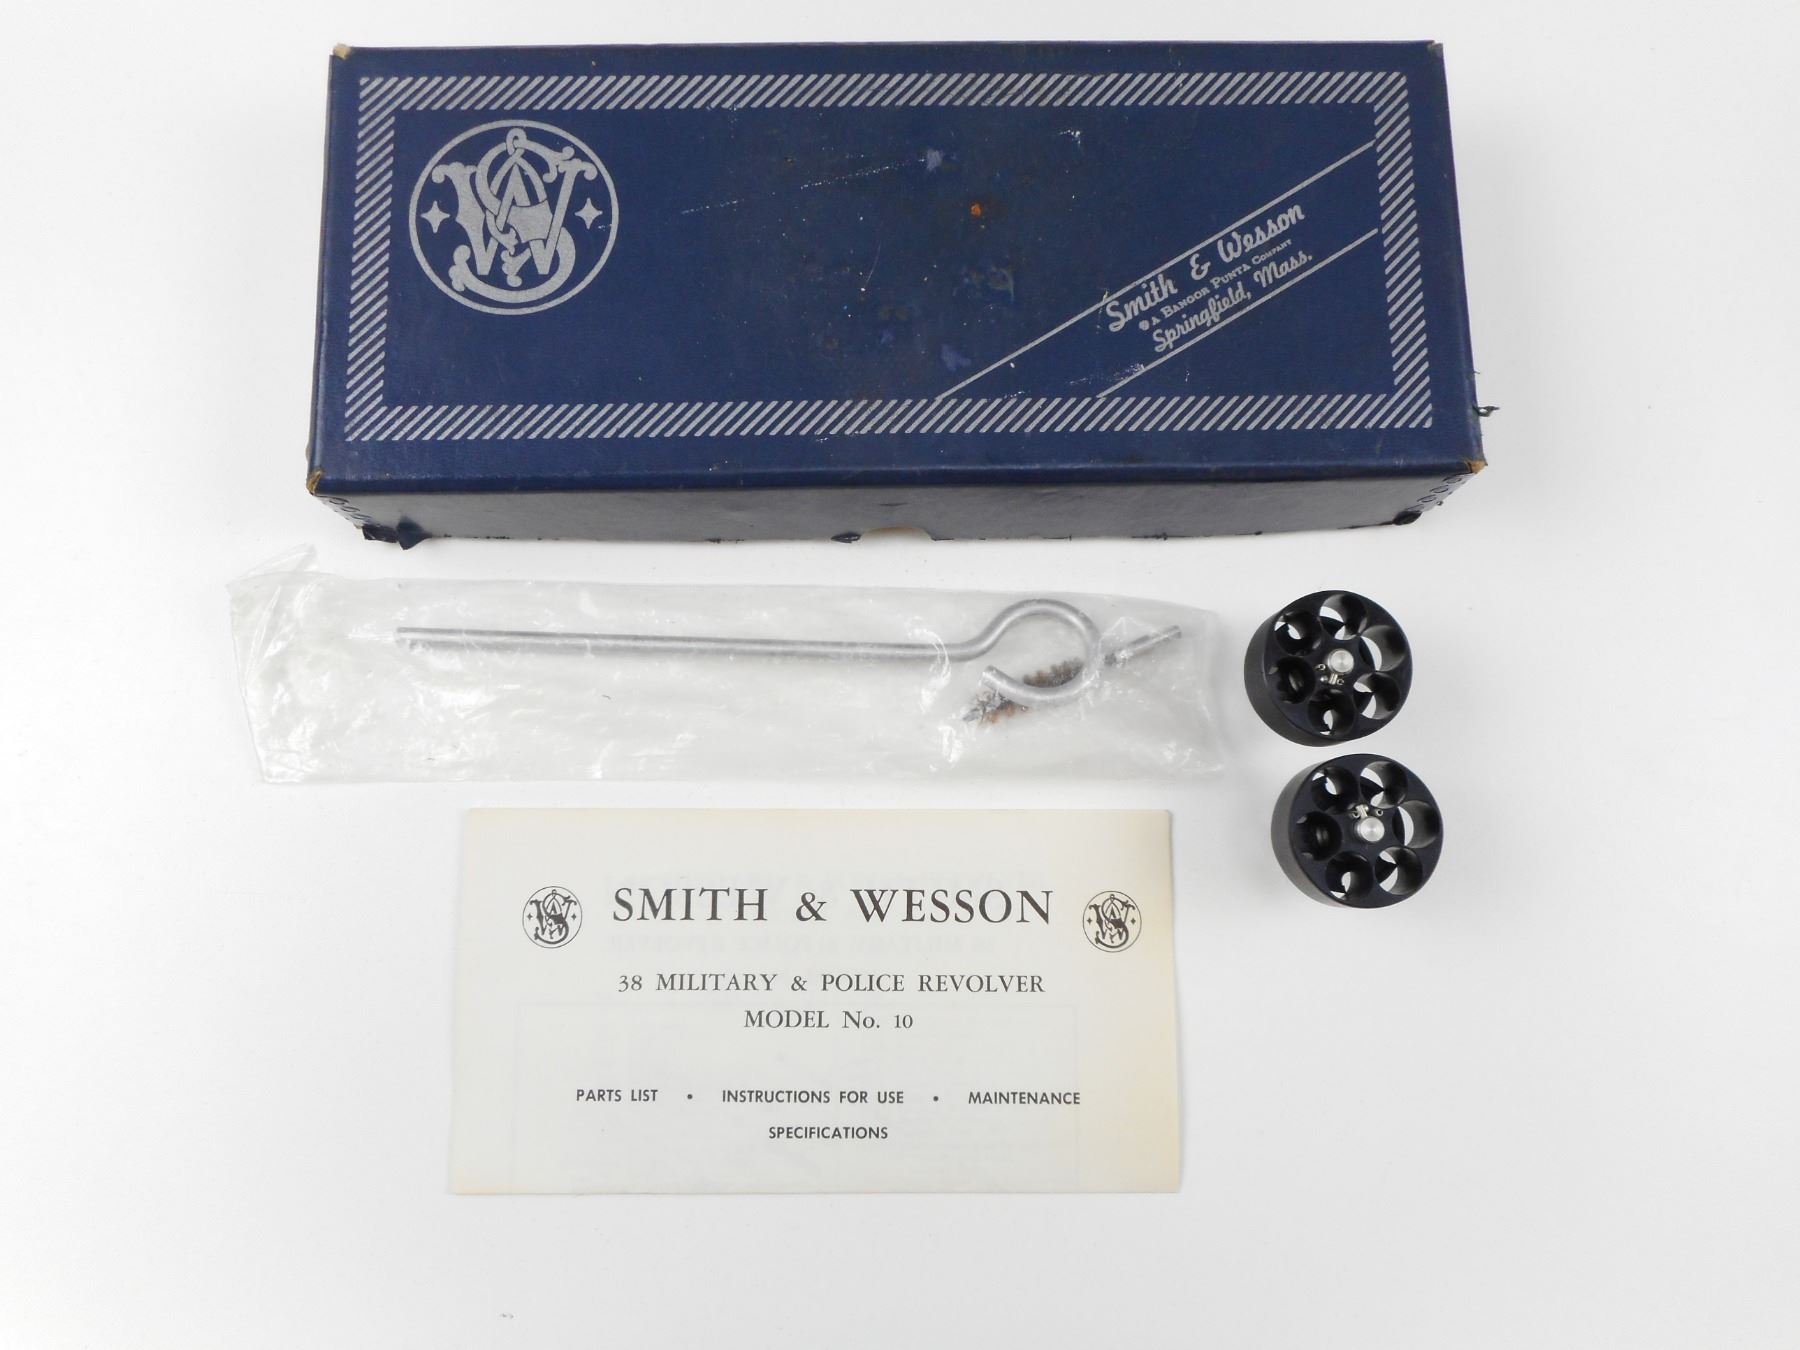 Smith & Wesson
A BANGOR PUNTA COMPANY
Springfield, Mass.
SMITH & WESSON
38 MILITARY & POLICE REVOLVER
MODEL No. 10
PARTS LIST • INSTRUCTIONS FOR USE • MAINTENANCE
SPECIFICATIONS